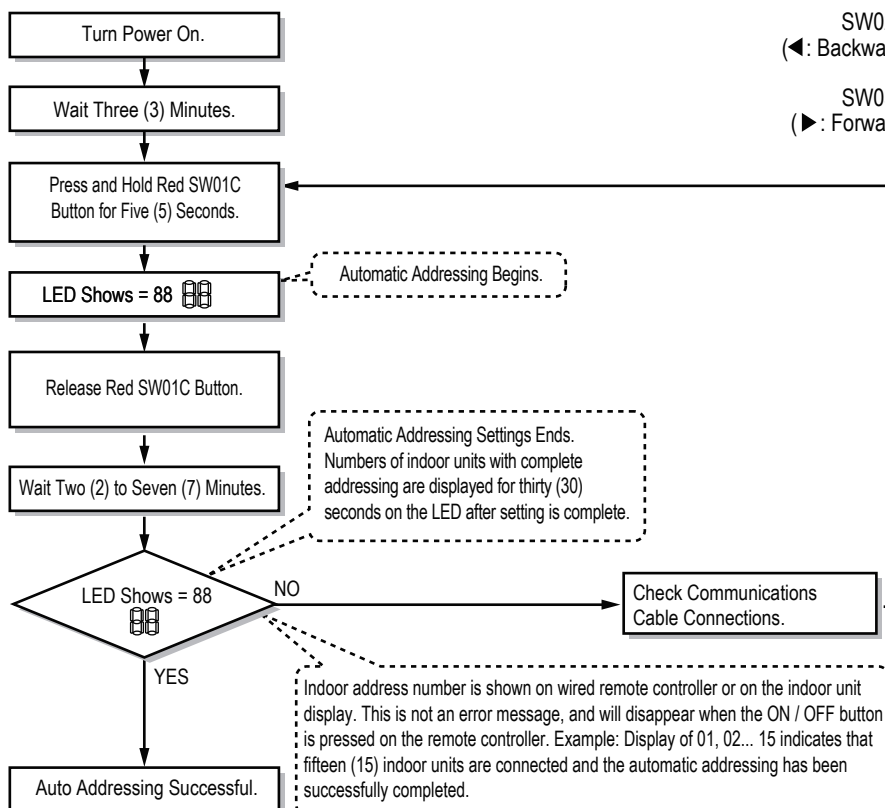 Turn Power On.
SW0
(◀: Backwa
Wait Three (3) Minutes.
SW0
(▶: Forwa
Press and Hold Red SW01C
Button for Five (5) Seconds.
LED Shows = 88 88
Automatic Addressing Begins.
Release Red SW01C Button.
Automatic Addressing Settings Ends.
Numbers of indoor units with complete
addressing are displayed for thirty (30)
seconds on the LED after setting is complete.
Wait Two (2) to Seven (7) Minutes.
LED Shows = 88
88
NO
Check Communications
Cable Connections.
YES
Indoor address number is shown on wired remote controller or on the indoor unit
display. This is not an error message, and will disappear when the ON / OFF button
is pressed on the remote controller. Example: Display of 01, 02... 15 indicates that
fifteen (15) indoor units are connected and the automatic addressing has been
successfully completed.
Auto Addressing Successful.